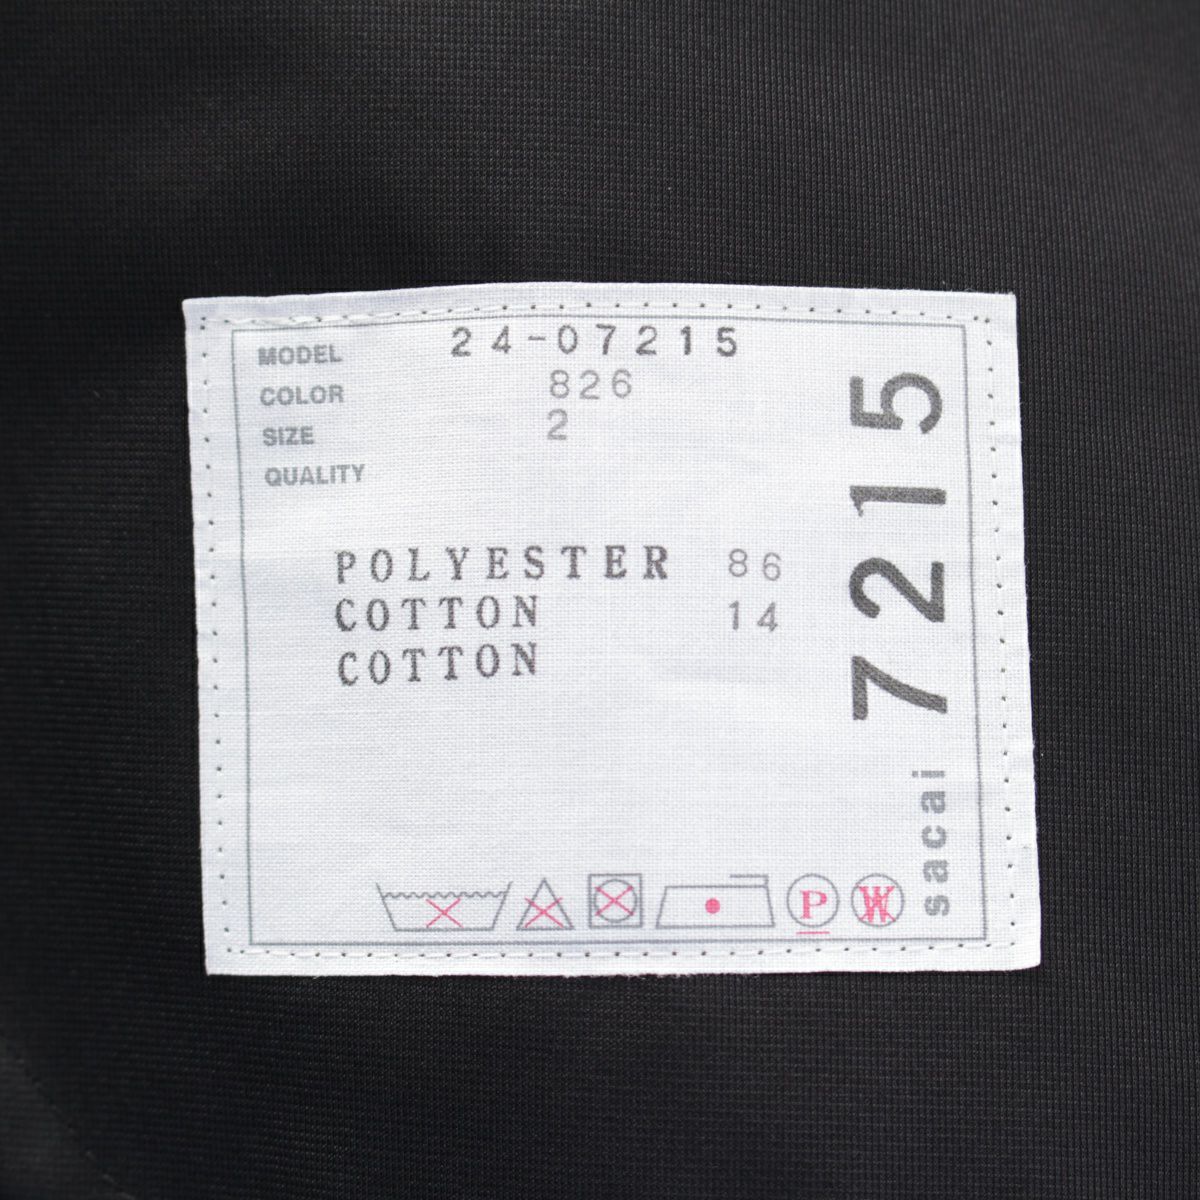 MODEL 24-07215
COLOR 826
SIZE 2
QUALITY
POLYESTER 86
COTTON 14
COTTON
P W
sacai 7215